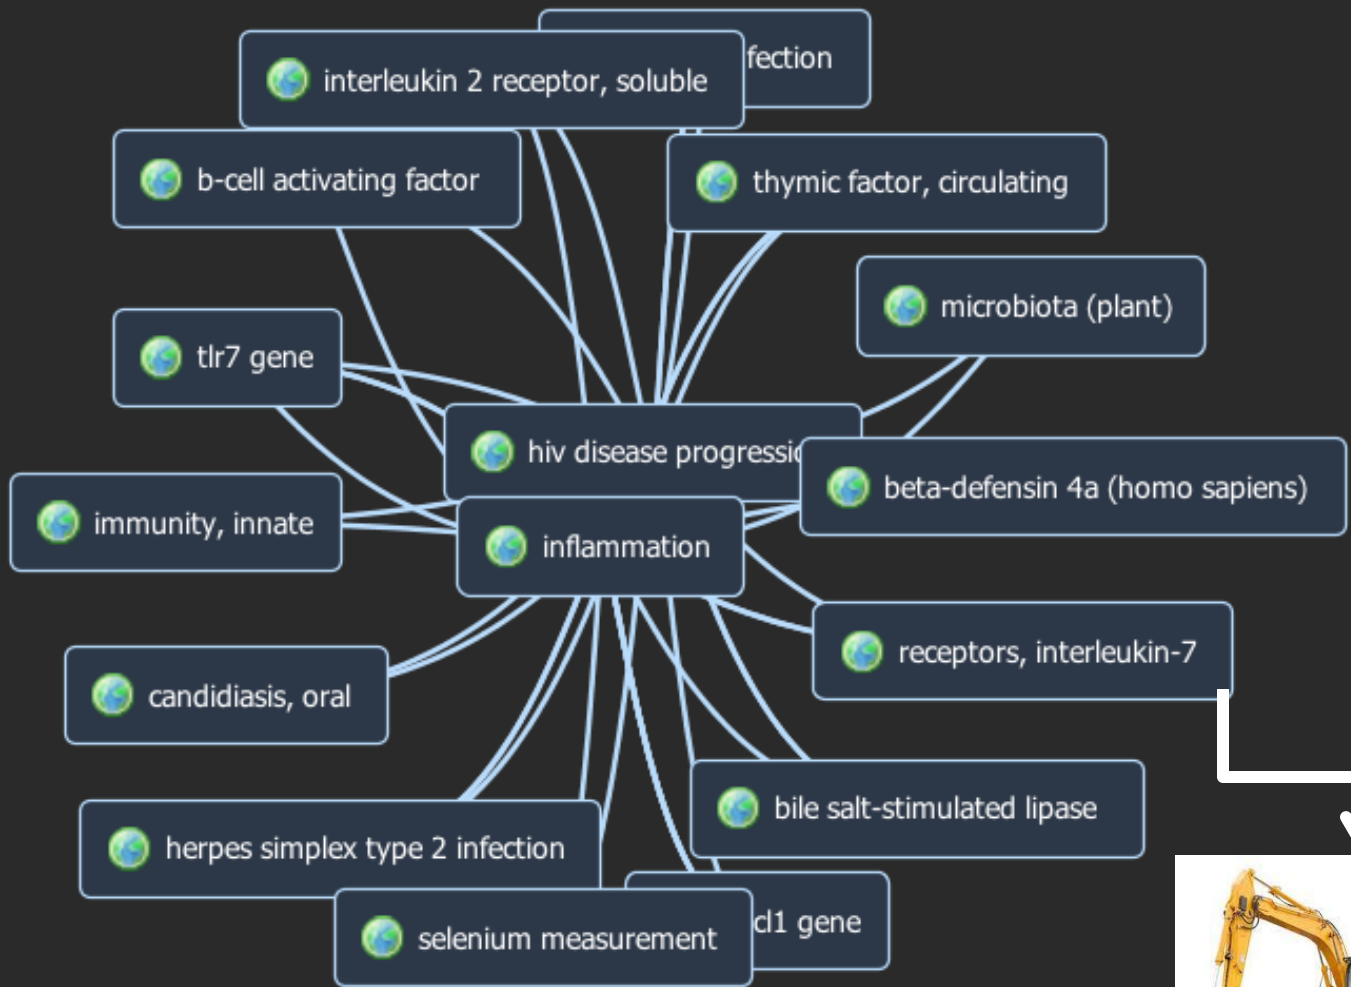 fection
interleukin 2 receptor, soluble
b-cell activating factor
thymic factor, circulating
microbiota (plant)
tlr7 gene
hiv disease progressio
beta-defensin 4a (homo sapiens)
immunity, innate
inflammation
receptors, interleukin-7
candidiasis, oral
bile salt-stimulated lipase
herpes simplex type 2 infection
cl1 gene
selenium measurement